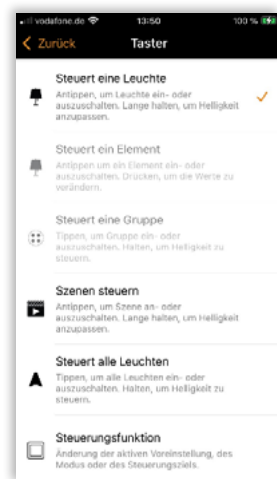 vodafone.de 13:50 100 %
Zurück Taster
Steuert eine Leuchte
Antippen, um Leuchte ein- oder
auszuschalten. Lange halten, um Helligkeit
anzupassen.
Steuert ein Element
Antippen um ein Element ein- oder
auszuschalten. Drücken, um die Werte zu
verändern.
Steuert eine Gruppe
Tippen, um Gruppe ein- oder
auszuschalten. Halten, um Helligkeit zu
steuern.
Szenen steuern
Antippen, um Szene an- oder
auszuschalten. Lange halten, um Helligkeit
anzupassen.
Steuert alle Leuchten
Tippen, um alle Leuchten ein- oder
auszuschalten. Halten, um Helligkeit zu
steuern.
Steuerungsfunktion
Änderung der aktiven Voreinstellung, des
Modus oder des Steuerungsziels.